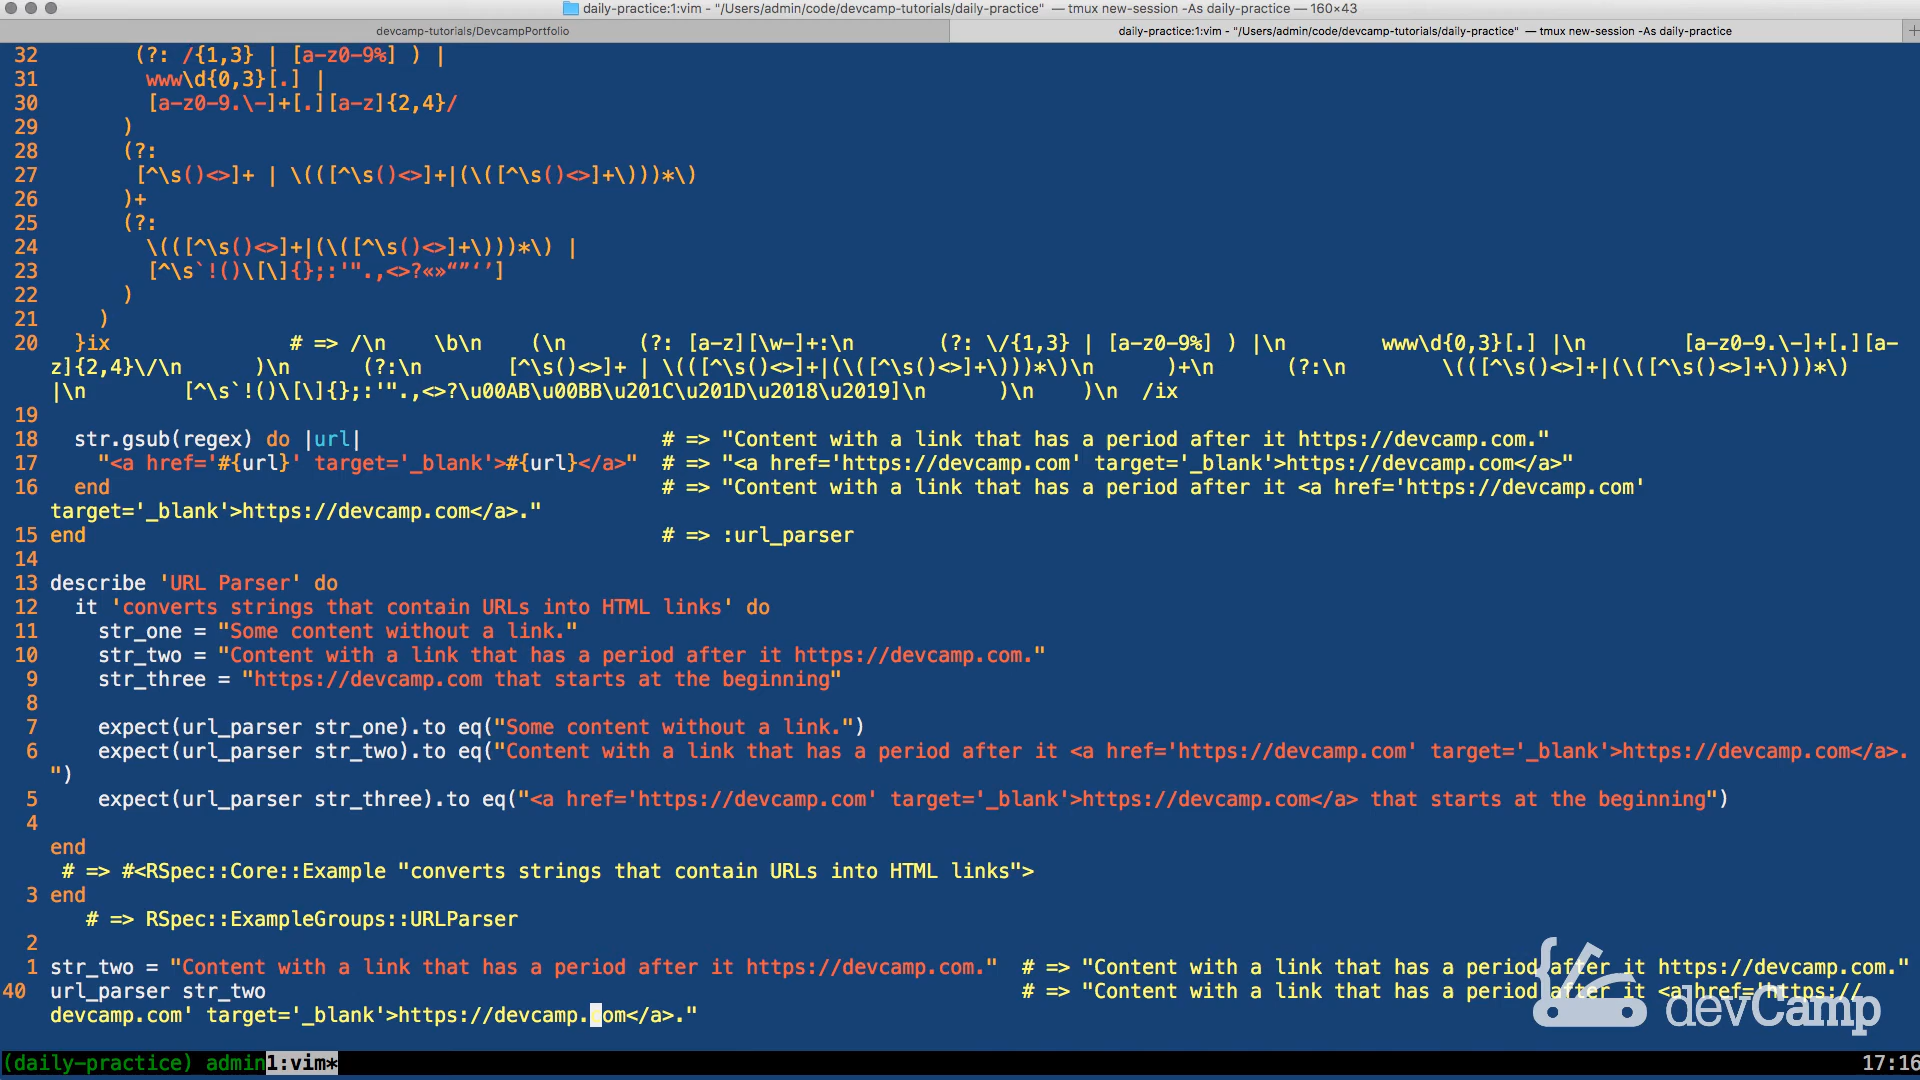 daily-practice:1:vim - "/Users/admin/code/devcamp-tutorials/daily-practice" — tmux new-session -As daily-practice — 160×43
devcamp-tutorials/DevcampPortfolio
daily-practice:1:vim - "/Users/admin/code/devcamp-tutorials/daily-practice" — tmux new-session -As daily-practice
32        (?: /{1,3} | [a-z0-9%] ) |
31         www\d{0,3}[.] |
30         [a-z0-9.\-]+[.][a-z]{2,4}/
29       )
28       (?:
27        [^\s()<>]+ | \(([^\s()<>]+|(\([^\s()<>]+\)))*\)
26       )+
25       (?:
24         \(([^\s()<>]+|(\([^\s()<>]+\)))*\) |
23         [^\s`!()\[\]{};:'".,<>?«»“”‘’]
22       )
21     )
20   }ix               # => /\n    \b\n    (\n      (?: [a-z][\w-]+:\n       (?: \/{1,3} | [a-z0-9%] ) |\n        www\d{0,3}[.] |\n        [a-z0-9.\-]+[.][a-
z]{2,4}\/\n      )\n      (?:\n       [^\s()<>]+ | \(([^\s()<>]+|(\([^\s()<>]+\)))*\)\n      )+\n      (?:\n        \(([^\s()<>]+|(\([^\s()<>]+\)))*\)
|\n        [^\s`!()\[\]{};:'".,<>?\u00AB\u00BB\u201C\u201D\u2018\u2019]\n      )\n    )\n  /ix
19
18   str.gsub(regex) do |url|                         # => "Content with a link that has a period after it https://devcamp.com."
17     "<a href='#{url}' target='_blank'>#{url}</a>"  # => "<a href='https://devcamp.com' target='_blank'>https://devcamp.com</a>"
16   end                                              # => "Content with a link that has a period after it <a href='https://devcamp.com'
target='_blank'>https://devcamp.com</a>."
15 end                                                # => :url_parser
14
13 describe 'URL Parser' do
12   it 'converts strings that contain URLs into HTML links' do
11     str_one = "Some content without a link."
10     str_two = "Content with a link that has a period after it https://devcamp.com."
9     str_three = "https://devcamp.com that starts at the beginning"
8
7     expect(url_parser str_one).to eq("Some content without a link.")
6     expect(url_parser str_two).to eq("Content with a link that has a period after it <a href='https://devcamp.com' target='_blank'>https://devcamp.com</a>.
")
5     expect(url_parser str_three).to eq("<a href='https://devcamp.com' target='_blank'>https://devcamp.com</a> that starts at the beginning")
4
end
# => #<RSpec::Core::Example "converts strings that contain URLs into HTML links">
3 end
# => RSpec::ExampleGroups::URLParser
2
1 str_two = "Content with a link that has a period after it https://devcamp.com."  # => "Content with a link that has a period after it https://devcamp.com."
40 url_parser str_two                                                               # => "Content with a link that has a period after it <a href='https://
devcamp.com' target='_blank'>https://devcamp.com</a>."
devCamp
(daily-practice) admin1:vim* 17:16